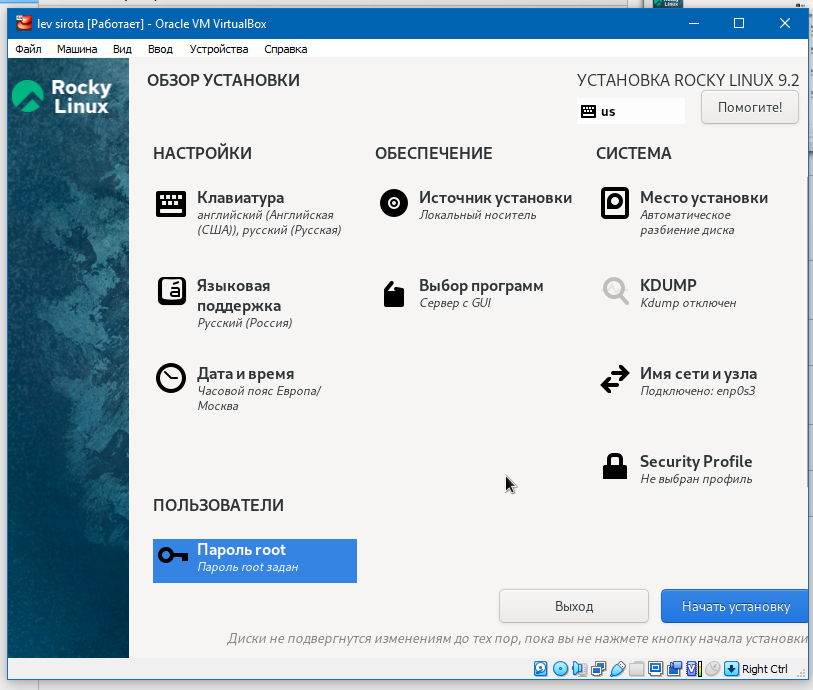 lev sirota [Работает] - Oracle VM VirtualBox
Файл Машина Вид Ввод Устройства Справка
Rocky
Linux
ОБЗОР УСТАНОВКИ
УСТАНОВКА ROCKY LINUX 9.2
us
Помогите!
НАСТРОЙКИ
ОБЕСПЕЧЕНИЕ
СИСТЕМА
Клавиатура
английский (Английская
(США)), русский (Русская)
Источник установки
Локальный носитель
Место установки
Автоматическое
разбиение диска
Языковая
поддержка
Русский (Россия)
Выбор программ
Сервер с GUI
KDUMP
Kdump отключен
Дата и время
Часовой пояс Европа/
Москва
Имя сети и узла
Подключено: enp0s3
Security Profile
Не выбран профиль
ПОЛЬЗОВАТЕЛИ
Пароль root
Пароль root задан
Выход
Начать установку
Диски не подвергнутся изменениям до тех пор, пока вы не нажмете кнопку начала установки
Right Ctrl